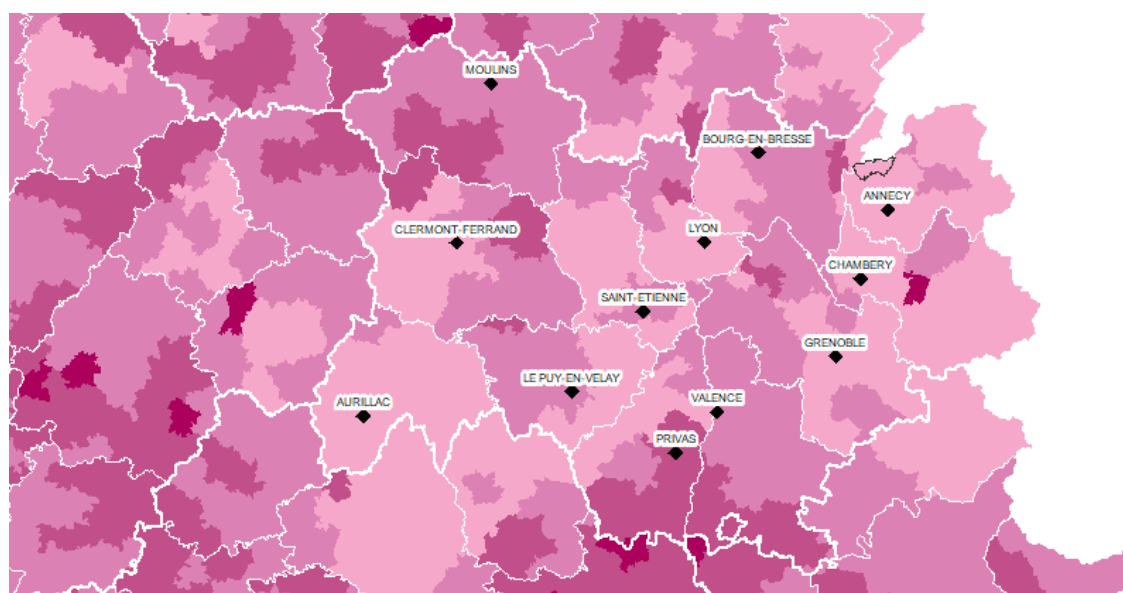 MOULINS
BOURG-EN-BRESSE
ANNECY
CLERMONT-FERRAND
LYON
CHAMBERY
SAINT-ETIENNE
GRENOBLE
LE PUY-EN-VELAY
AURILLAC
VALENCE
PRIVAS